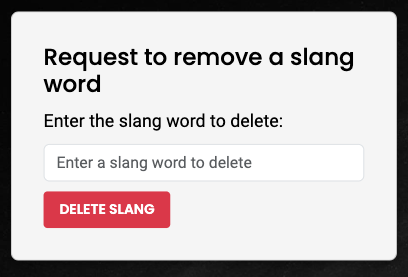 Request to remove a slang
word
Enter the slang word to delete:
Enter a slang word to delete
DELETE SLANG